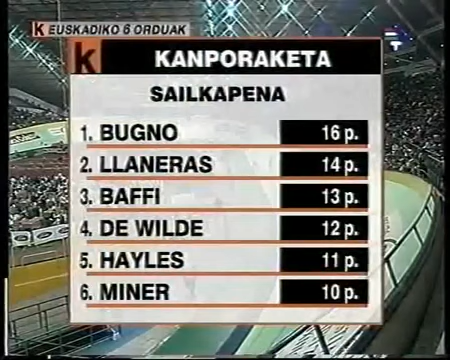 K EUSKADIKO 6 ORDUAK
K KANPORAKETA
SAILKAPENA
1. BUGNO 16 p.
2. LLANERAS 14 p.
3. BAFFI 13 p.
4. DE WILDE 12 p.
5. HAYLES 11 p.
6. MINER 10 p.